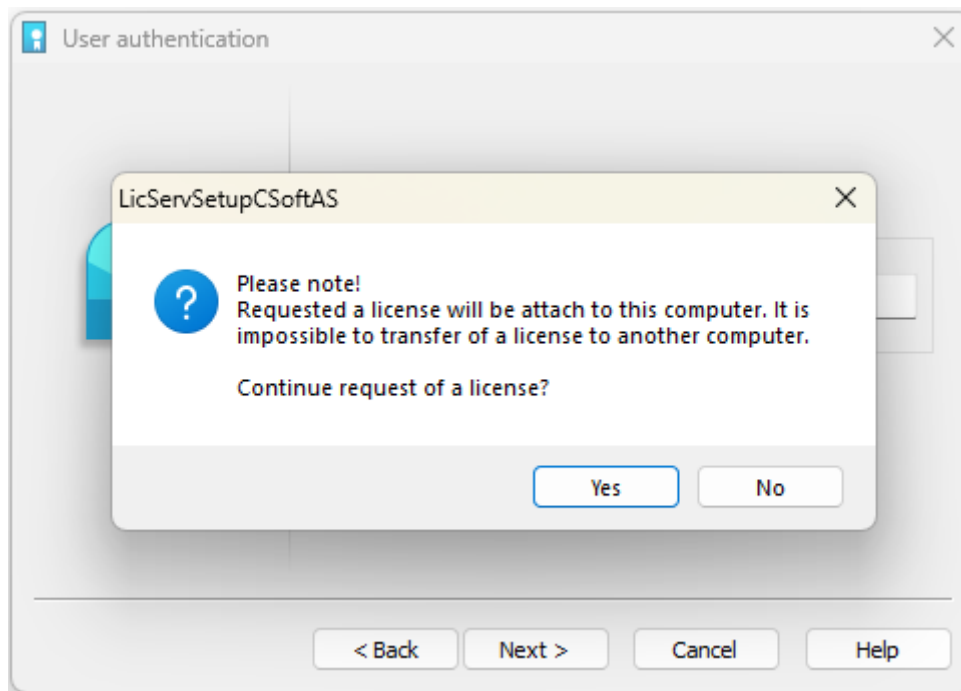 User authentication
LicServSetupCSoftAS
Please note!
Requested a license will be attach to this computer. It is
impossible to transfer of a license to another computer.
Continue request of a license?
Yes
No
< Back
Next >
Cancel
Help